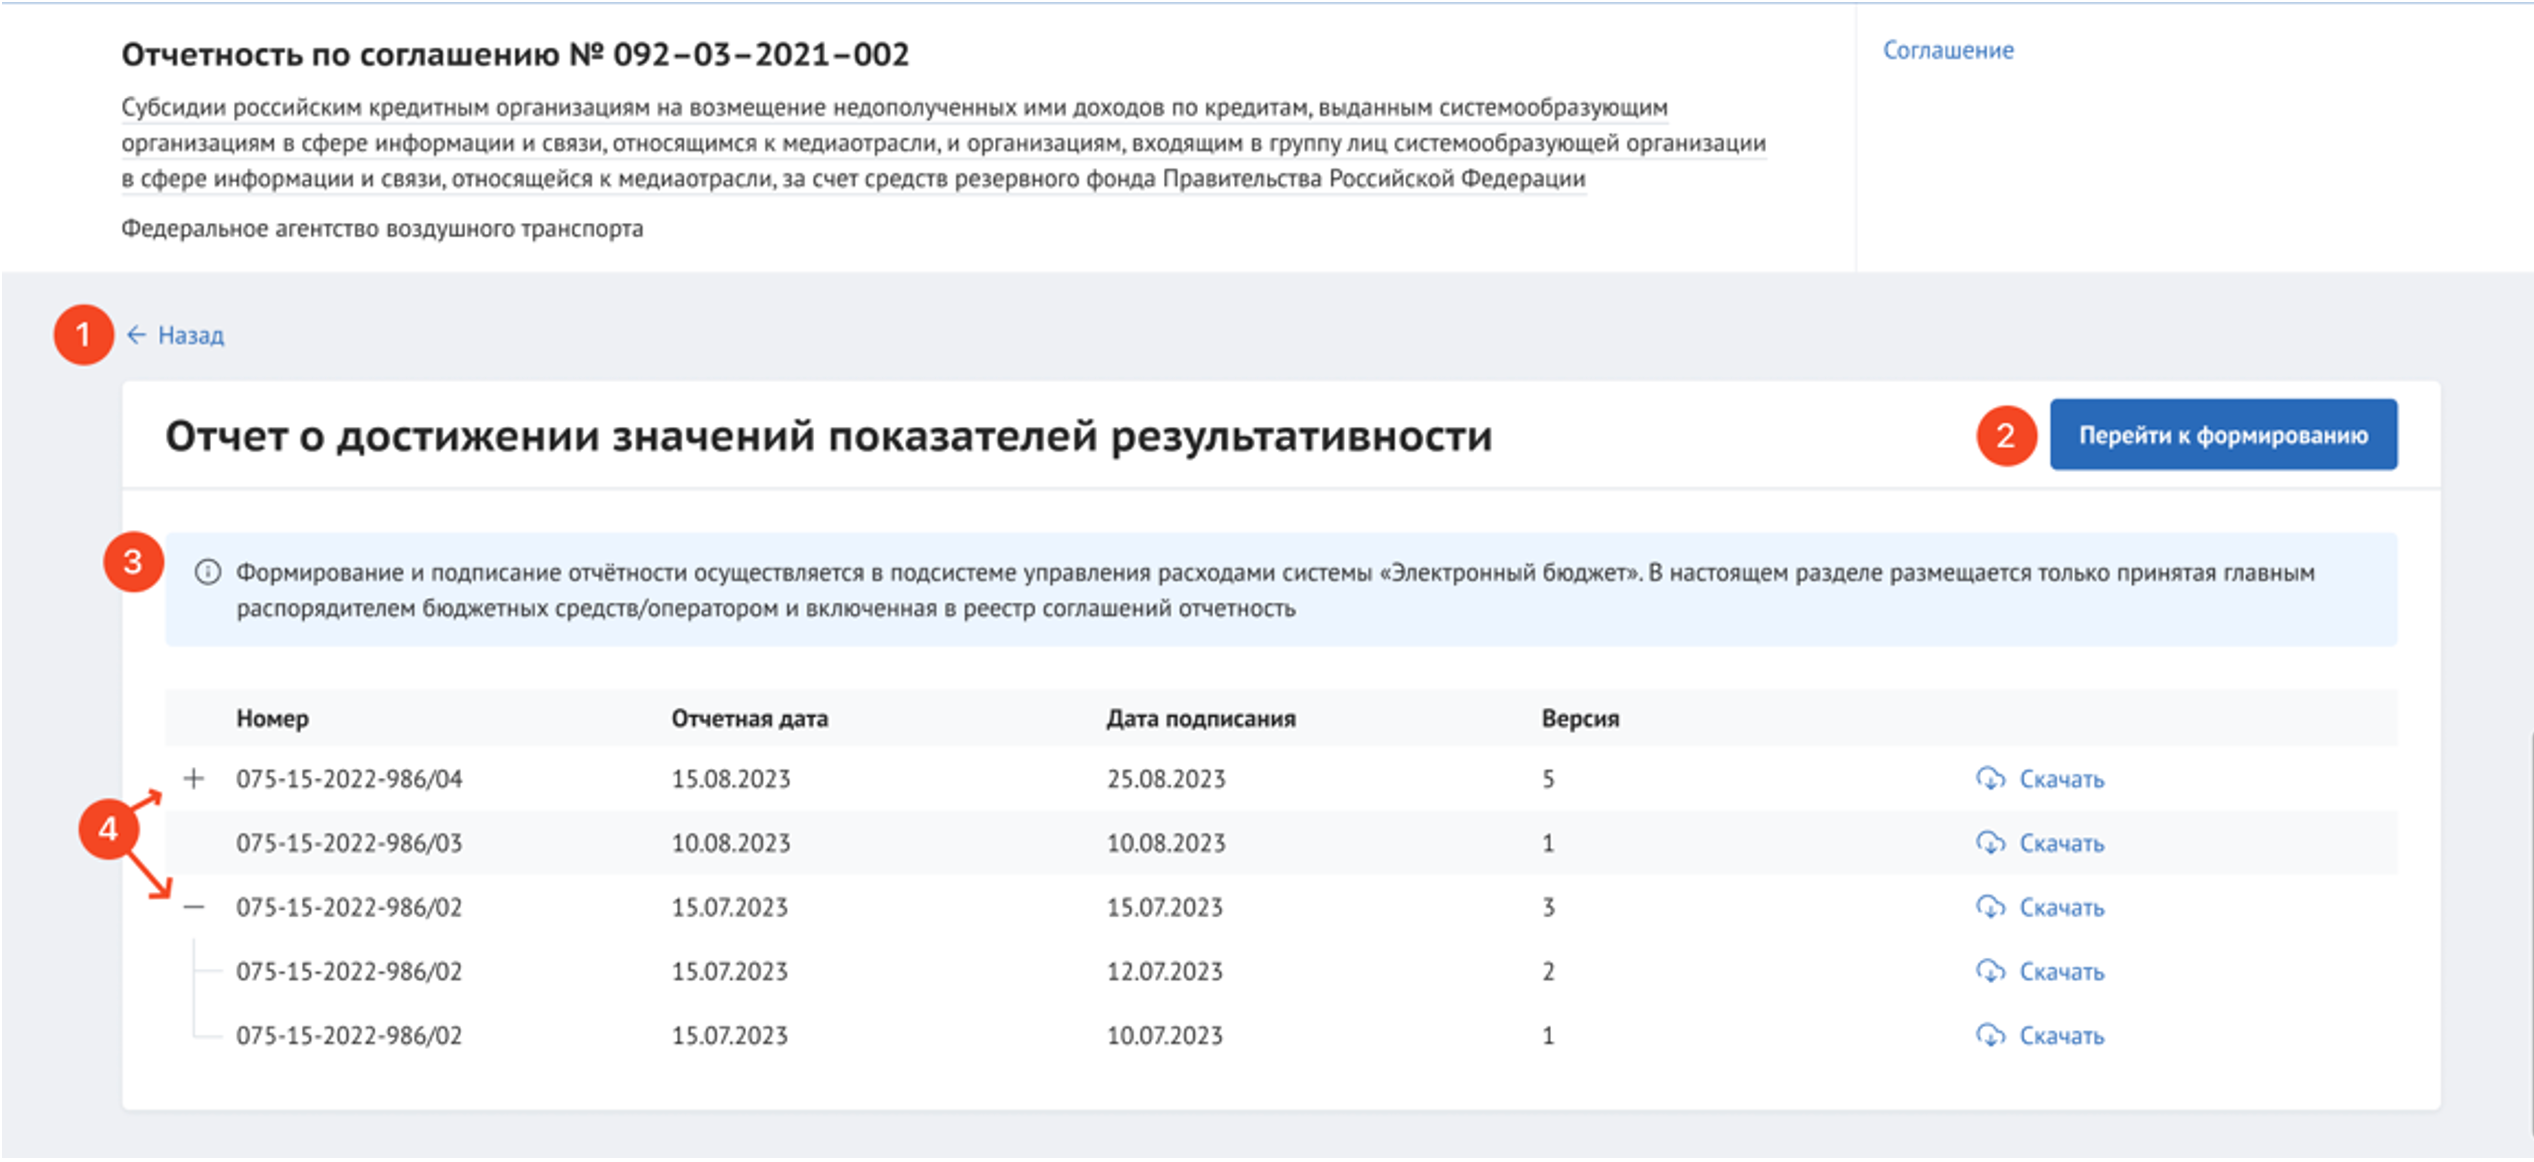 Отчетность по соглашению № 092–03–2021–002
Соглашение
Субсидии российским кредитным организациям на возмещение недополученных ими доходов по кредитам, выданным системообразующим
организациям в сфере информации и связи, относящимся к медиаотрасли, и организациям, входящим в группу лиц системообразующей организации
в сфере информации и связи, относящейся к медиаотрасли, за счет средств резервного фонда Правительства Российской Федерации
Федеральное агентство воздушного транспорта
1 ← Назад
Отчет о достижении значений показателей результативности 2 Перейти к формированию
3 Формирование и подписание отчётности осуществляется в подсистеме управления расходами системы «Электронный бюджет». В настоящем разделе размещается только принятая главным
распорядителем бюджетных средств/оператором и включенная в реестр соглашений отчетность
Номер Отчетная дата Дата подписания Версия
+ 075-15-2022-986/04 15.08.2023 25.08.2023 5 Скачать
4
075-15-2022-986/03 10.08.2023 10.08.2023 1 Скачать
— 075-15-2022-986/02 15.07.2023 15.07.2023 3 Скачать
075-15-2022-986/02 15.07.2023 12.07.2023 2 Скачать
075-15-2022-986/02 15.07.2023 10.07.2023 1 Скачать